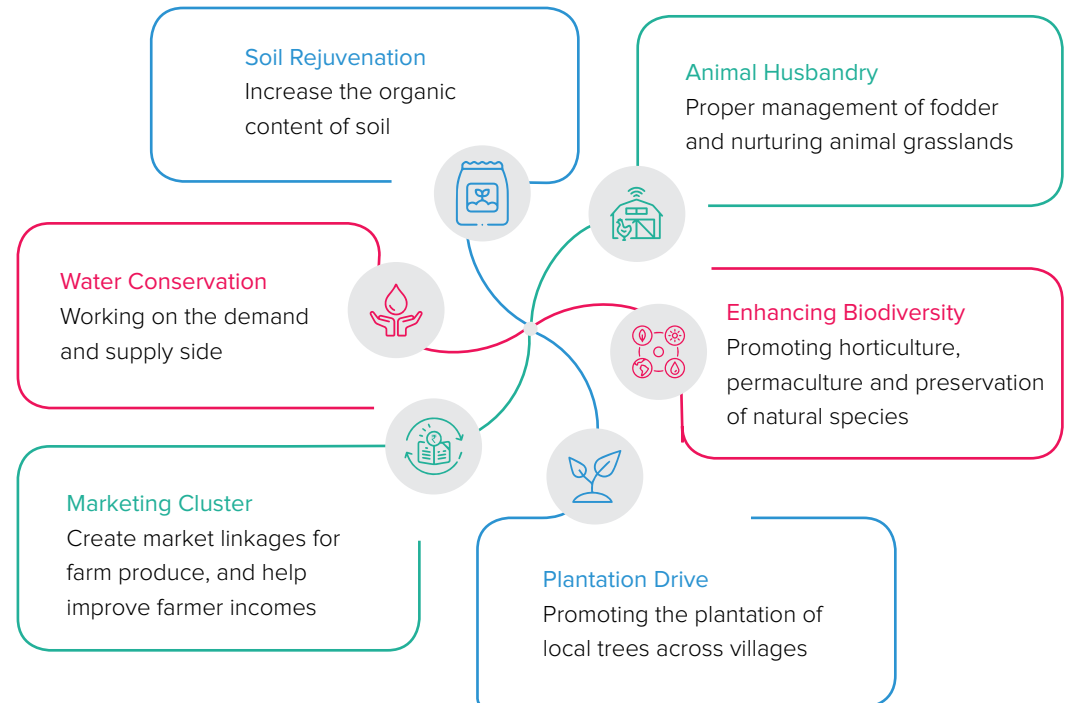 Soil Rejuvenation
Increase the organic
content of soil
Animal Husbandry
Proper management of fodder
and nurturing animal grasslands
Water Conservation
Working on the demand
and supply side
Enhancing Biodiversity
Promoting horticulture,
permaculture and preservation
of natural species
Marketing Cluster
Create market linkages for
farm produce, and help
improve farmer incomes
₹
Plantation Drive
Promoting the plantation of
local trees across villages